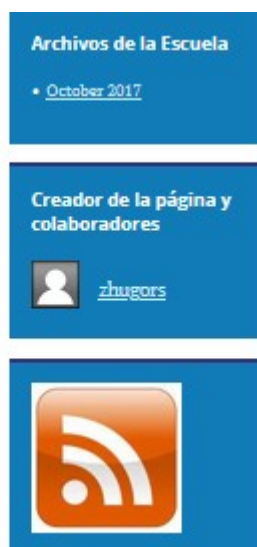 Archivos de la Escuela
• October 2017
Creador de la página y
colaboradores
zhugors